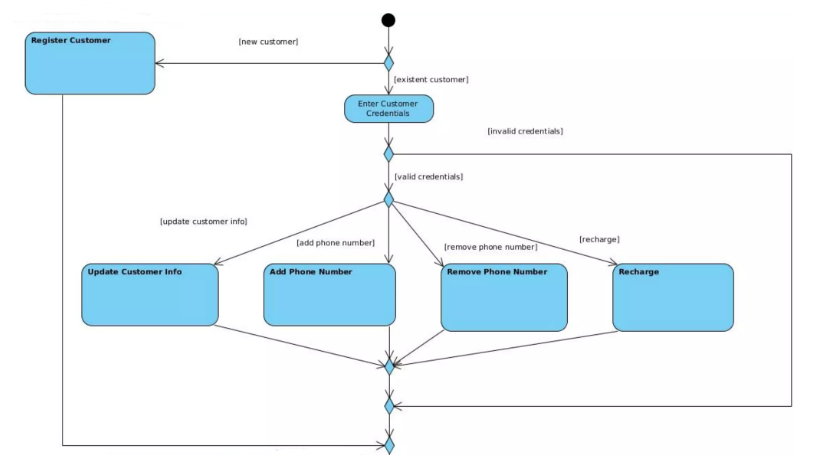 Register Customer
[new customer]
[existent customer]
Enter Customer
Credentials
[invalid credentials]
[valid credentials]
[update customer info]
[add phone number]
[remove phone number]
[recharge]
Update Customer Info
Add Phone Number
Remove Phone Number
Recharge